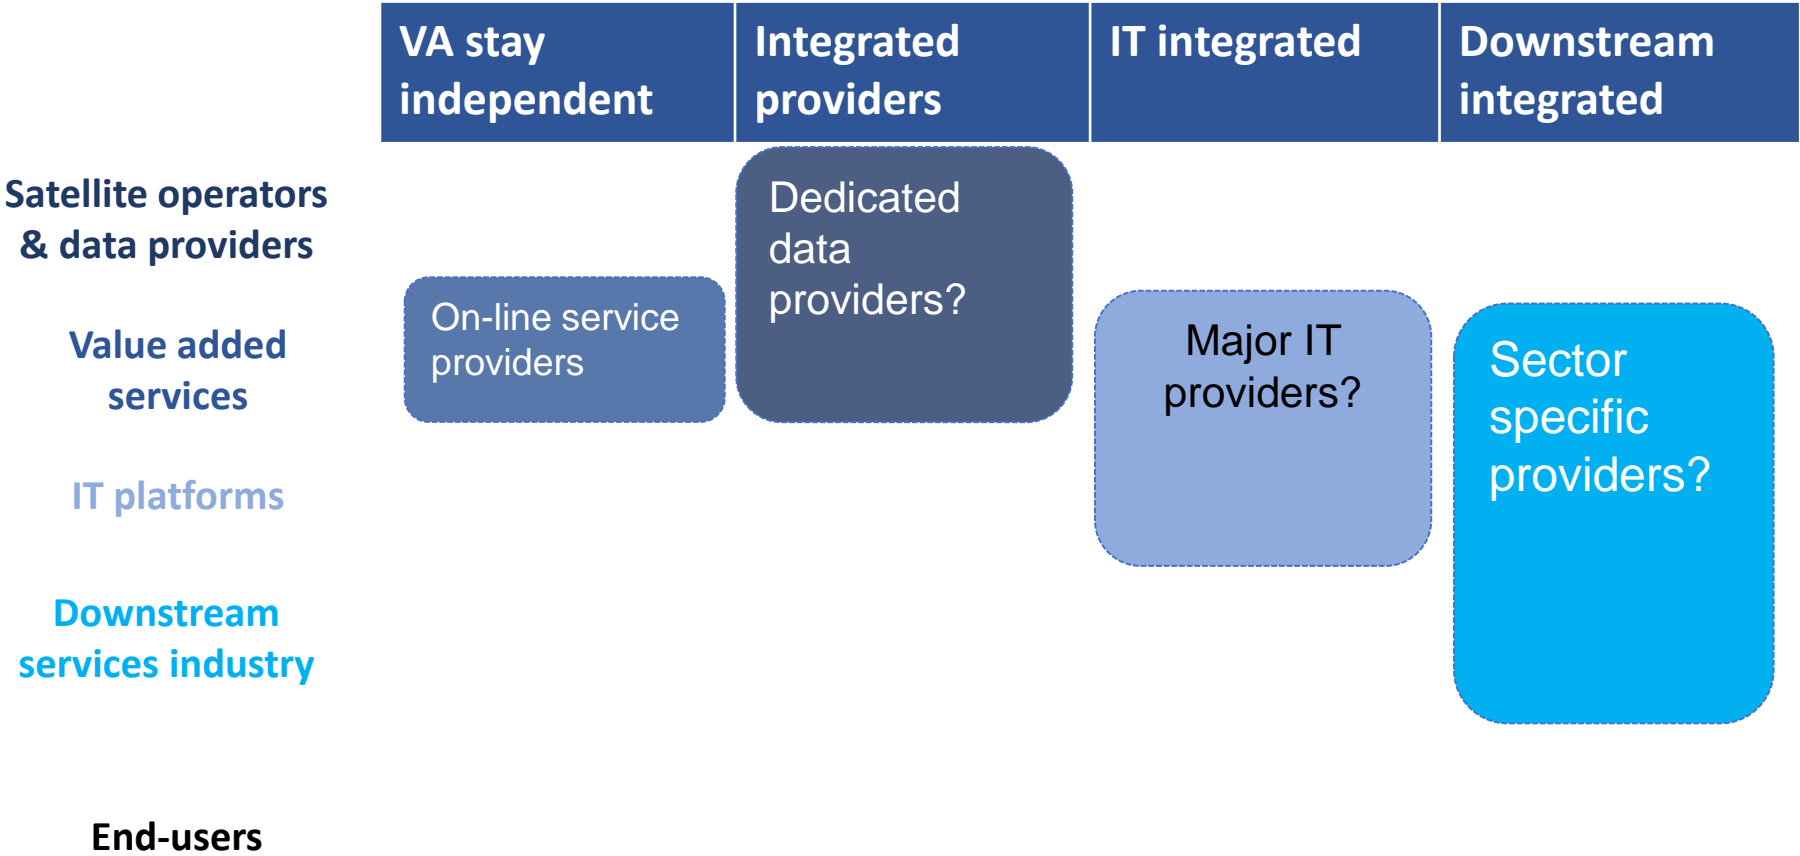 VA stay
independent
Integrated
providers
IT integrated
Downstream
integrated
Satellite operators
& data providers
Dedicated
data
providers?
On-line service
providers
Value added
services
Major IT
providers?
Sector
specific
providers?
IT platforms
Downstream
services industry
End-users